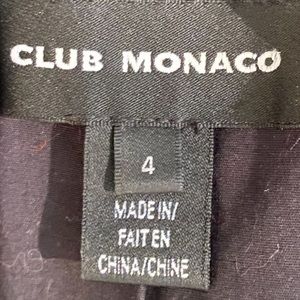 CLUB MONACO
4
MADE IN/
FAIT EN
CHINA/CHINE